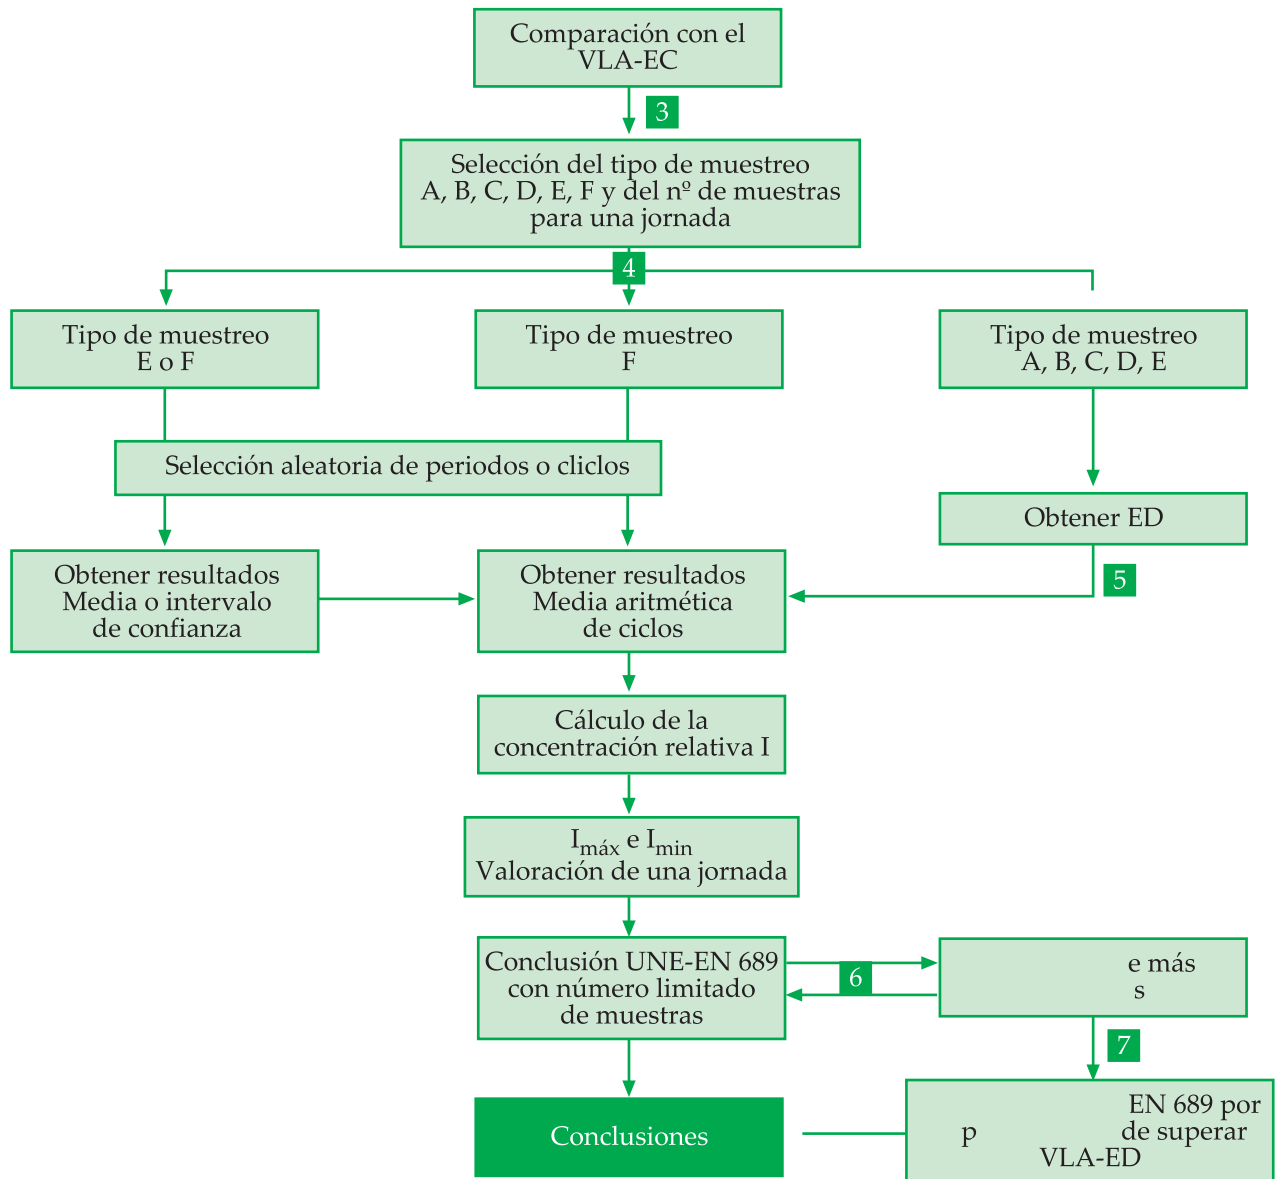 Comparación con el
VLA-EC
3
Selección del tipo de muestreo
A, B, C, D, E, F y del nº de muestras
para una jornada
4
Tipo de muestreo
E o F
Tipo de muestreo
F
Tipo de muestreo
A, B, C, D, E
Selección aleatoria de periodos o cliclos
Obtener ED
5
Obtener resultados
Media o intervalo
de confianza
Obtener resultados
Media aritmética
de ciclos
Cálculo de la
concentración relativa I
Imáx e Imin
Valoración de una jornada
Conclusión UNE-EN 689
con número limitado
de muestras
6
e más
s
7
EN 689 por
p de superar
VLA-ED
Conclusiones